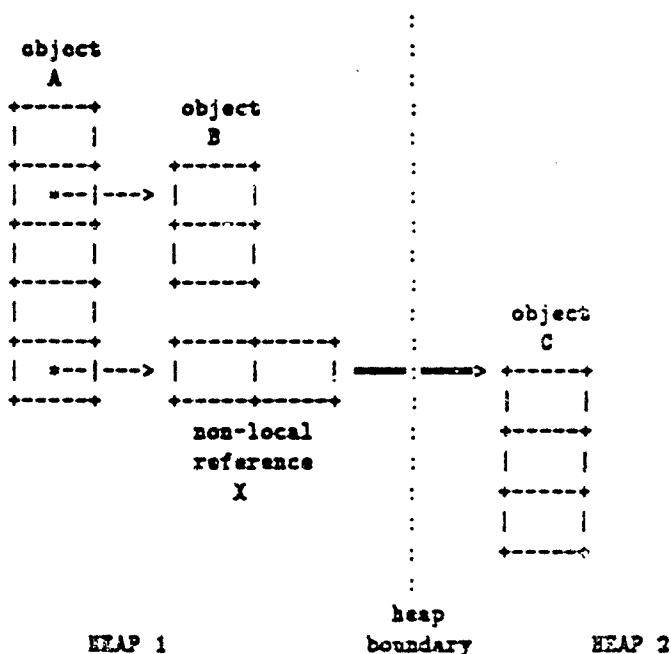 object
A
object
B
object
C
non-local
reference
X
heap
boundary
HEAP 1
HEAP 2